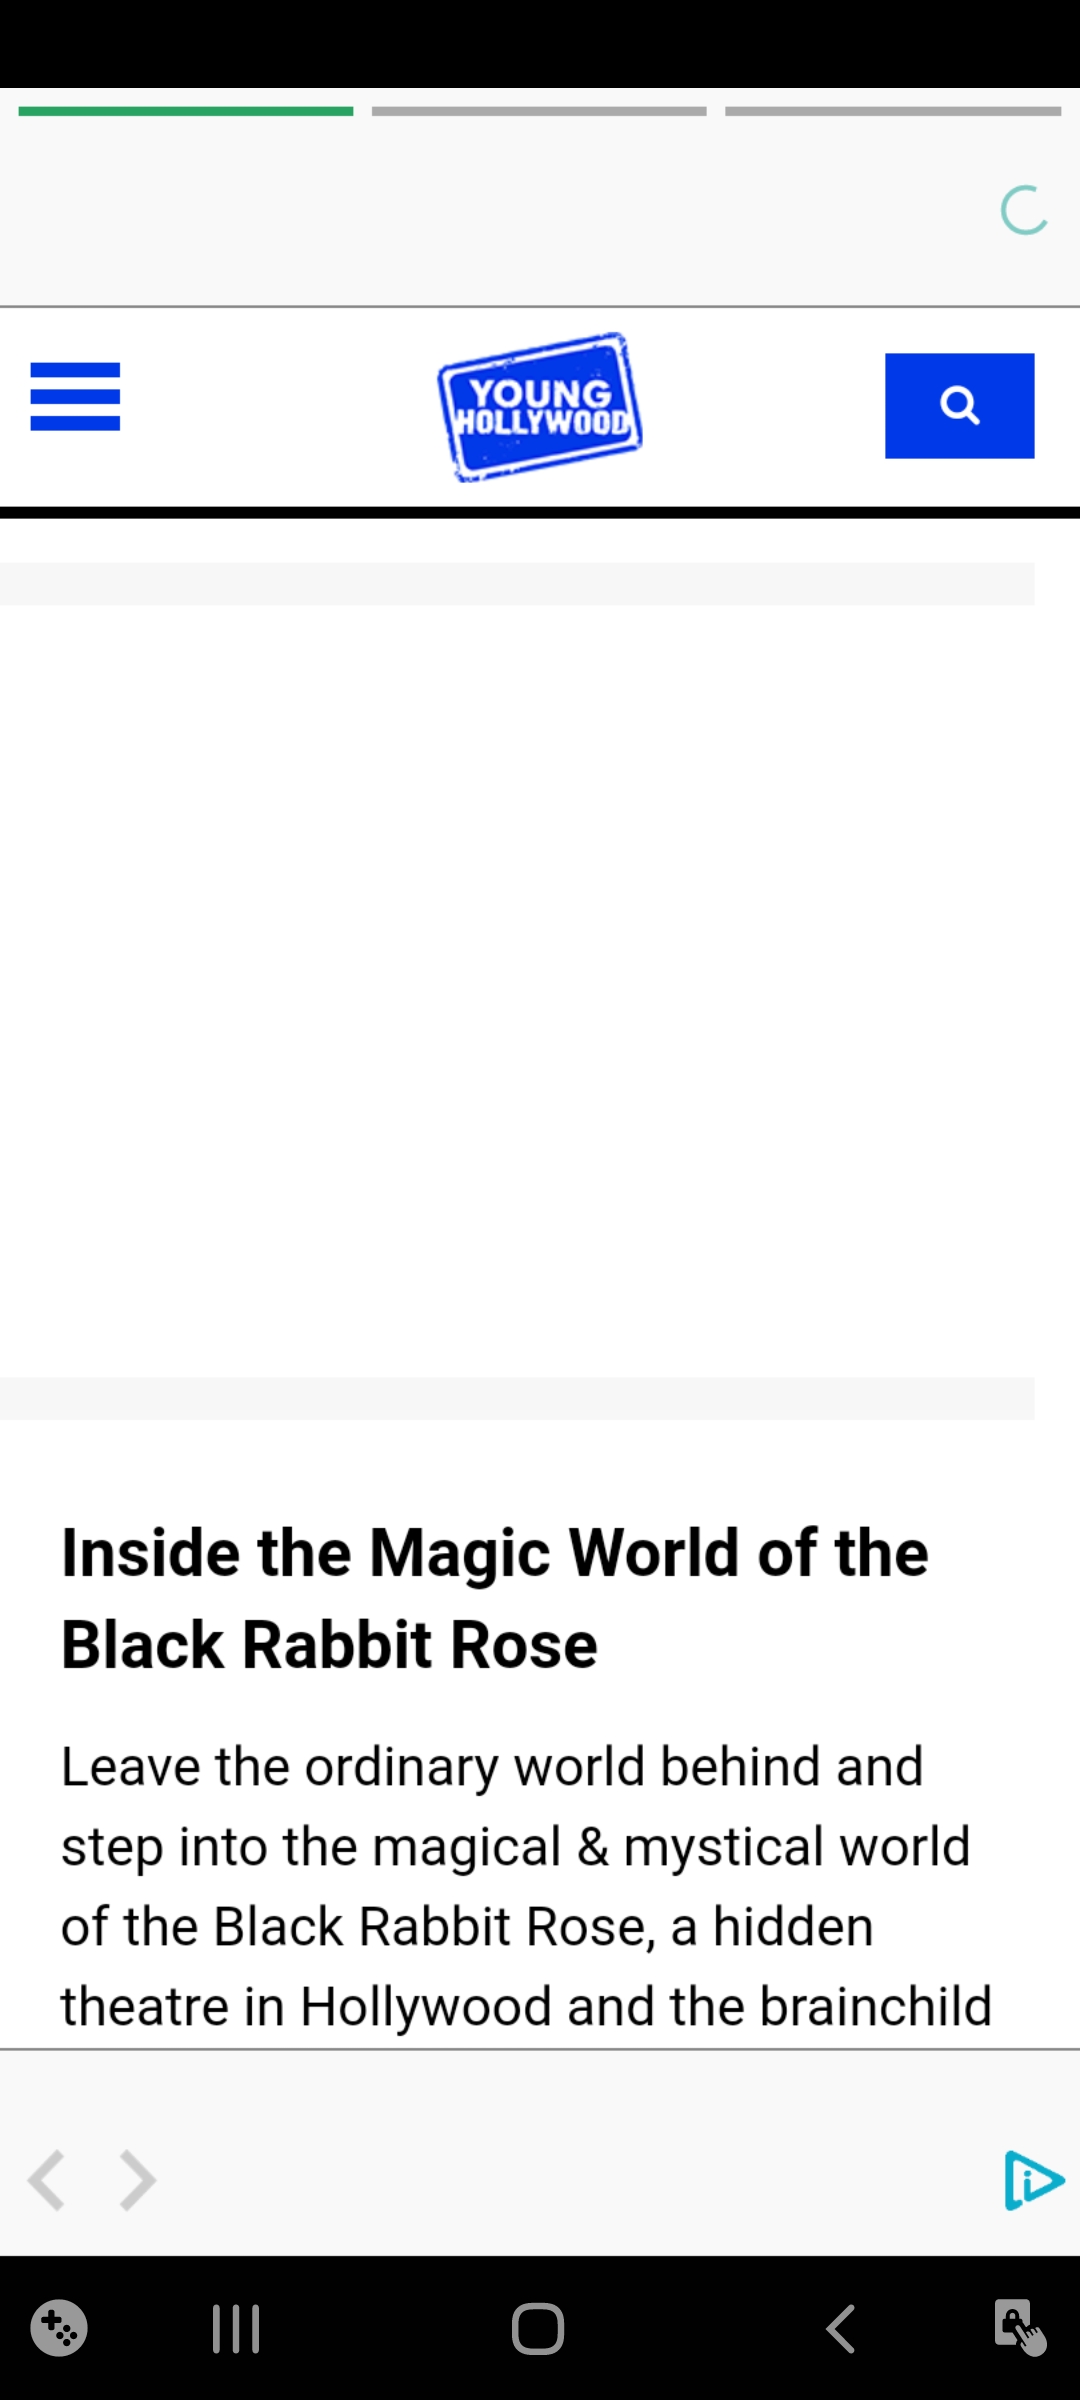 YOUNG
HOLLYWOOD
Inside the Magic World of the
Black Rabbit Rose
Leave the ordinary world behind and
step into the magical & mystical world
of the Black Rabbit Rose, a hidden
theatre in Hollywood and the brainchild